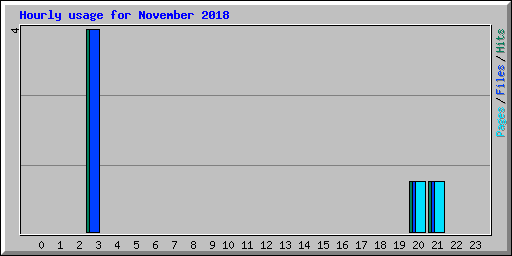 Hourly usage for November 2018
4
Pages/Files/Hits
0 1 2 3 4 5 6 7 8 9 10 11 12 13 14 15 16 17 18 19 20 21 22 23